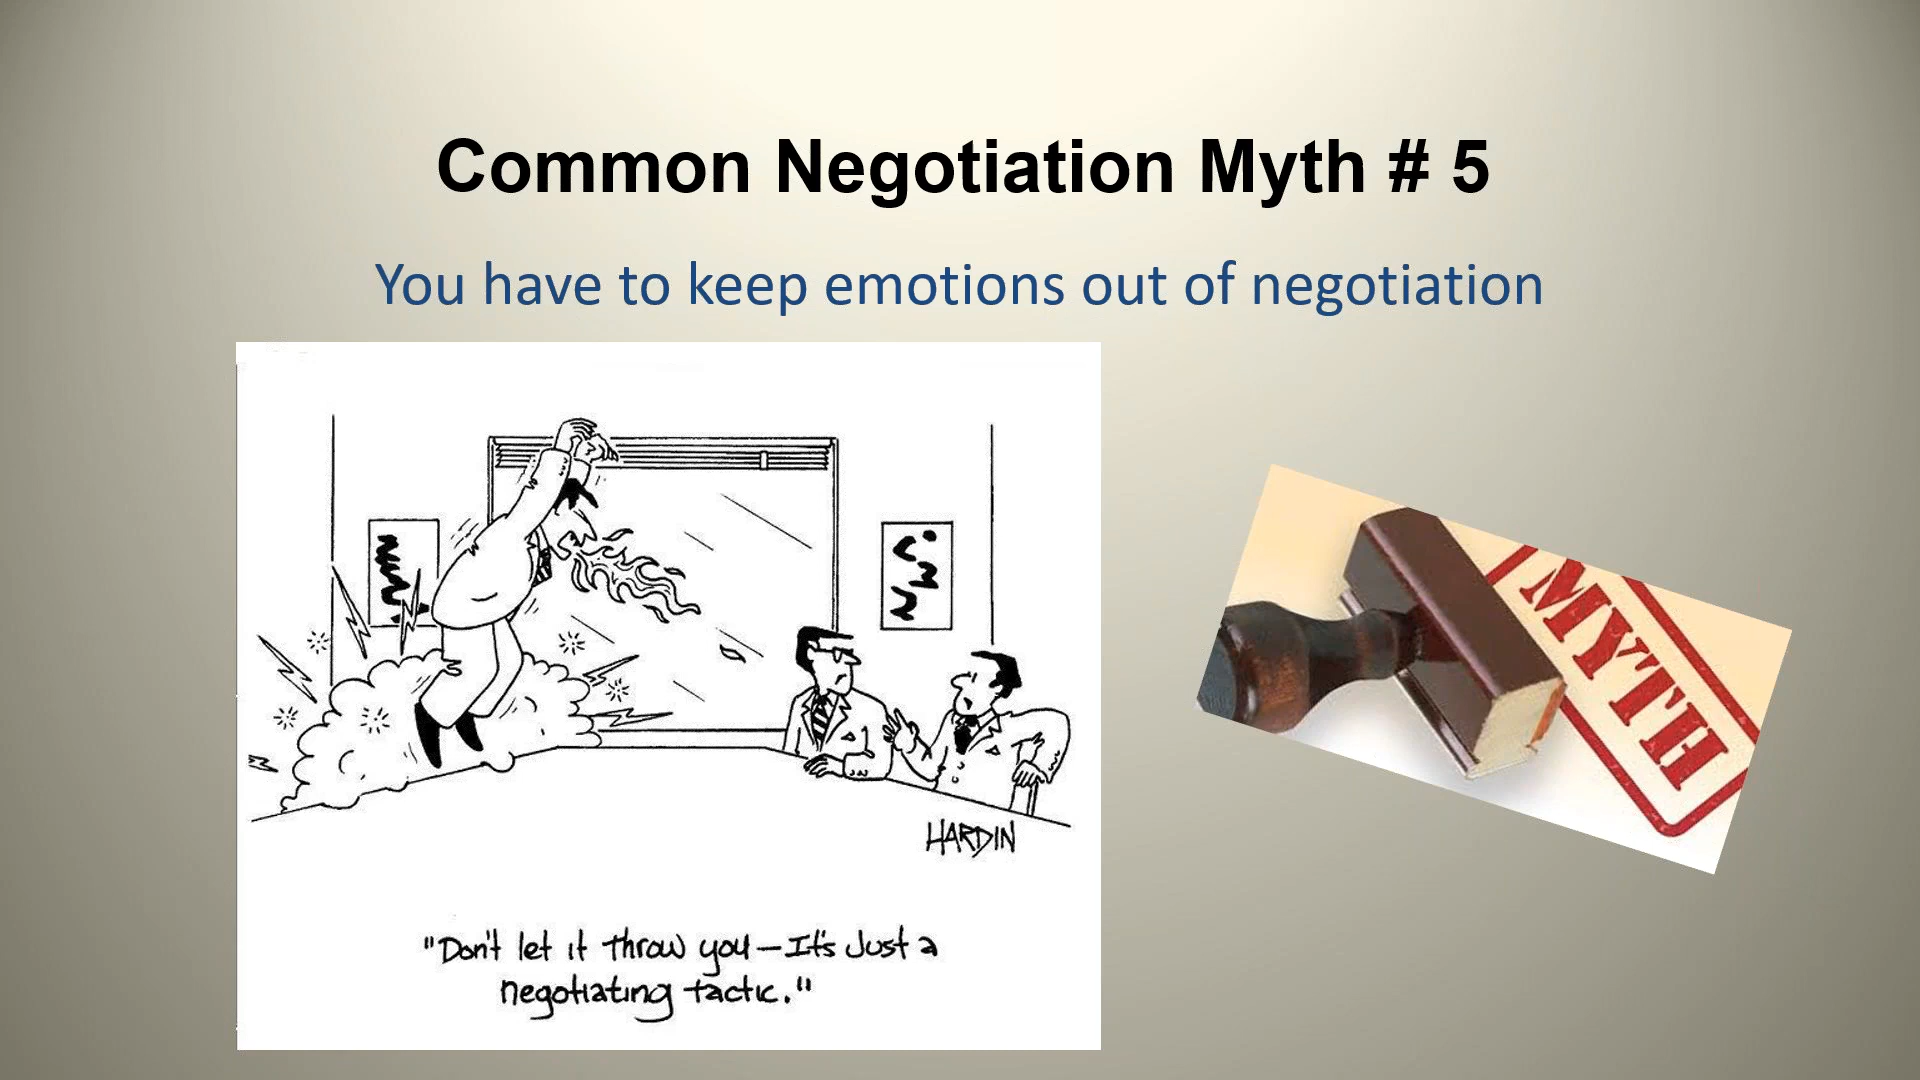 Common Negotiation Myth # 5
You have to keep emotions out of negotiation
HARDIN
"Don't let it throw you—It's Just a
negotiating tactic."
MYTH